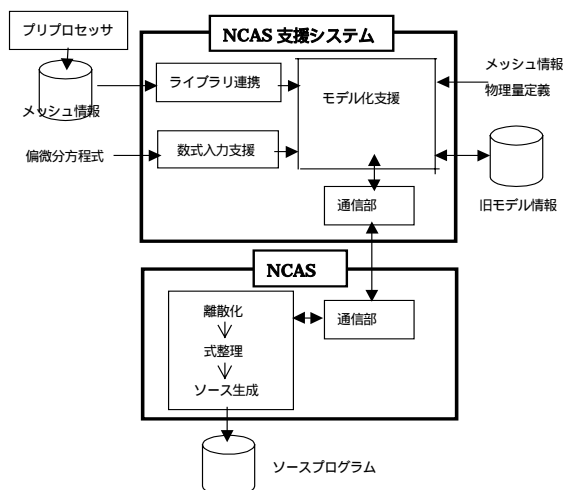 プリプロセッサ
NCAS 支援システム
メッシュ情報
ライブラリ連携
モデル化支援
メッシュ情報
物理量定義
偏微分方程式
数式入力支援
通信部
旧モデル情報
NCAS
離散化
式整理
ソース生成
通信部
ソースプログラム